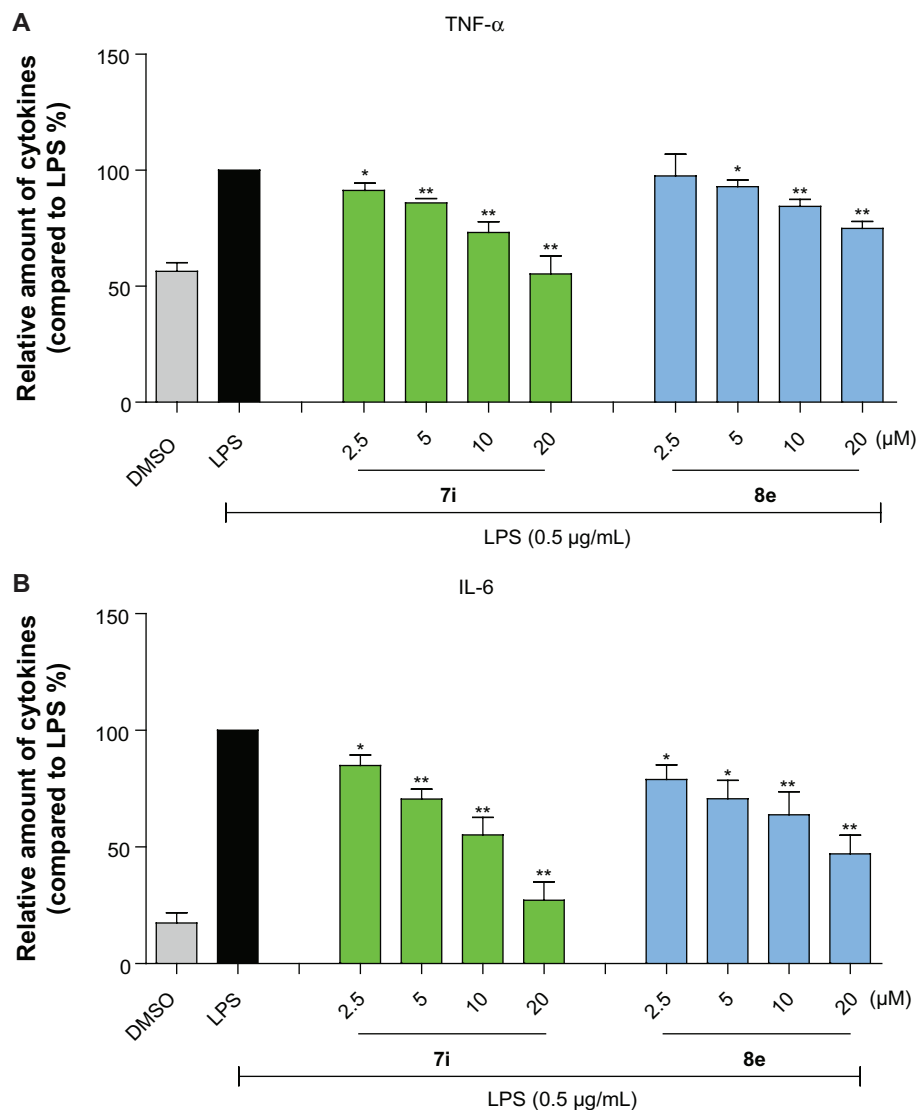 A
TNF-α
Relative amount of cytokines
(compared to LPS %)
150
100
50
0
* ** ** ** * ** **
DMSO LPS 2.5 5 10 20 2.5 5 10 20 (µM)
7i 8e
LPS (0.5 µg/mL)
B
IL-6
Relative amount of cytokines
(compared to LPS %)
150
100
50
0
* ** ** ** * * ** **
DMSO LPS 2.5 5 10 20 2.5 5 10 20 (µM)
7i 8e
LPS (0.5 µg/mL)